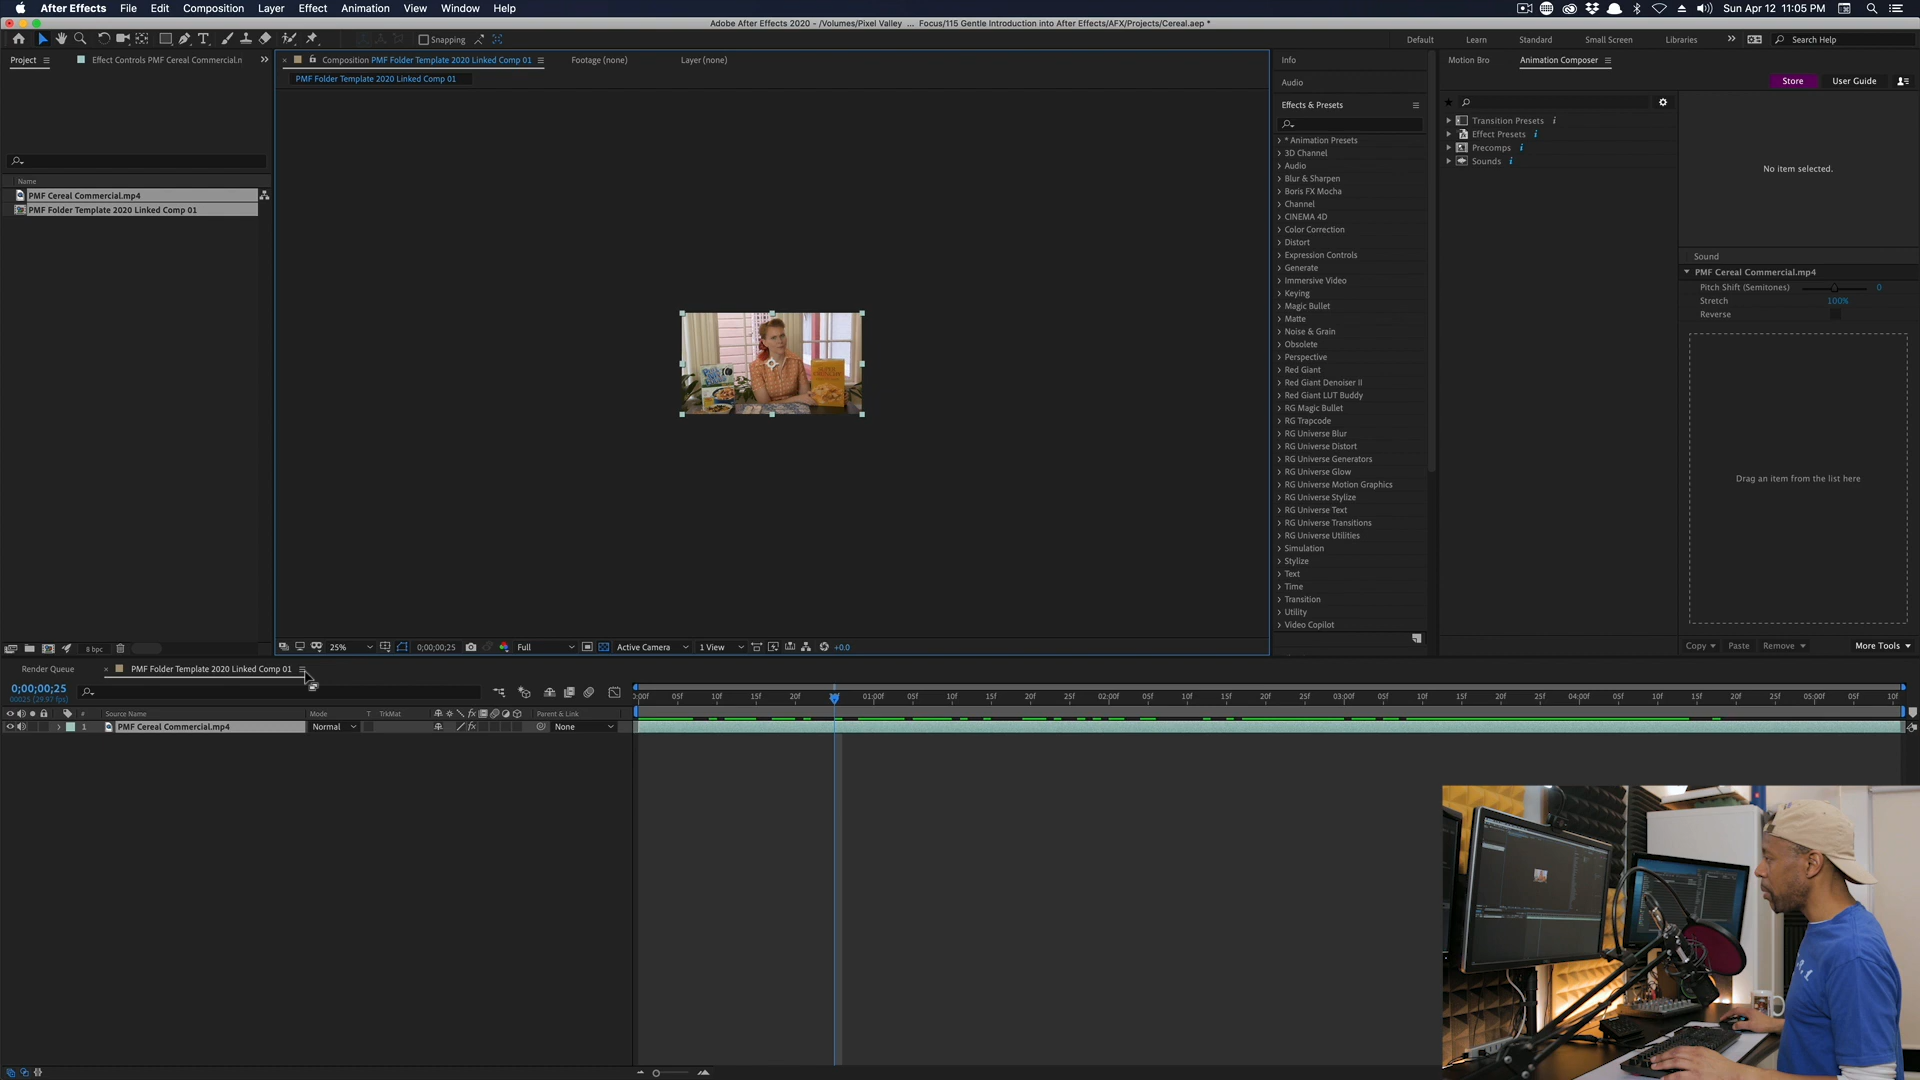 After Effects File Edit Composition Layer Effect Animation View Window Help
Sun Apr 12 11:05 PM
Adobe After Effects 2020 - /Volumes/Pixel Valley ... Focus/115 Gentle Introduction into After Effects/AFX/Projects/Cereal.aep *
Snapping
Default Learn Standard Small Screen Libraries
Search Help
Project
Effect Controls PMF Cereal Commercial.n
Composition PMF Folder Template 2020 Linked Comp 01
Footage (none)
Layer (none)
PMF Folder Template 2020 Linked Comp 01
Name
PMF Cereal Commercial.mp4
PMF Folder Template 2020 Linked Comp 01
8 bpc
25%
0;00;00;25
Full
Active Camera
1 View
+0.0
Info
Audio
Effects & Presets
* Animation Presets
3D Channel
Audio
Blur & Sharpen
Boris FX Mocha
Channel
CINEMA 4D
Color Correction
Distort
Expression Controls
Generate
Immersive Video
Keying
Magic Bullet
Matte
Noise & Grain
Obsolete
Perspective
Red Giant
Red Giant Denoiser II
Red Giant LUT Buddy
RG Magic Bullet
RG Trapcode
RG Universe Blur
RG Universe Distort
RG Universe Generators
RG Universe Glow
RG Universe Motion Graphics
RG Universe Stylize
RG Universe Text
RG Universe Transitions
RG Universe Utilities
Simulation
Stylize
Text
Time
Transition
Utility
Video Copilot
Motion Bro
Animation Composer
Store
User Guide
Transition Presets i
Effect Presets i
Precomps i
Sounds i
No item selected.
Sound
PMF Cereal Commercial.mp4
Pitch Shift (Semitones) 0
Stretch 100%
Reverse
Drag an item from the list here
Copy Paste Remove More Tools
Render Queue
PMF Folder Template 2020 Linked Comp 01
0;00;00;25
00025 (29.97 fps)
# Source Name Mode T TrkMat Parent & Link
1 PMF Cereal Commercial.mp4 Normal None
0:00f 05f 10f 15f 20f 01:00f 05f 10f 15f 20f 25f 02:00f 05f 10f 15f 20f 25f 03:00f 05f 10f 15f 20f 25f 04:00f 05f 10f 15f 20f 25f 05:00f 05f 10f